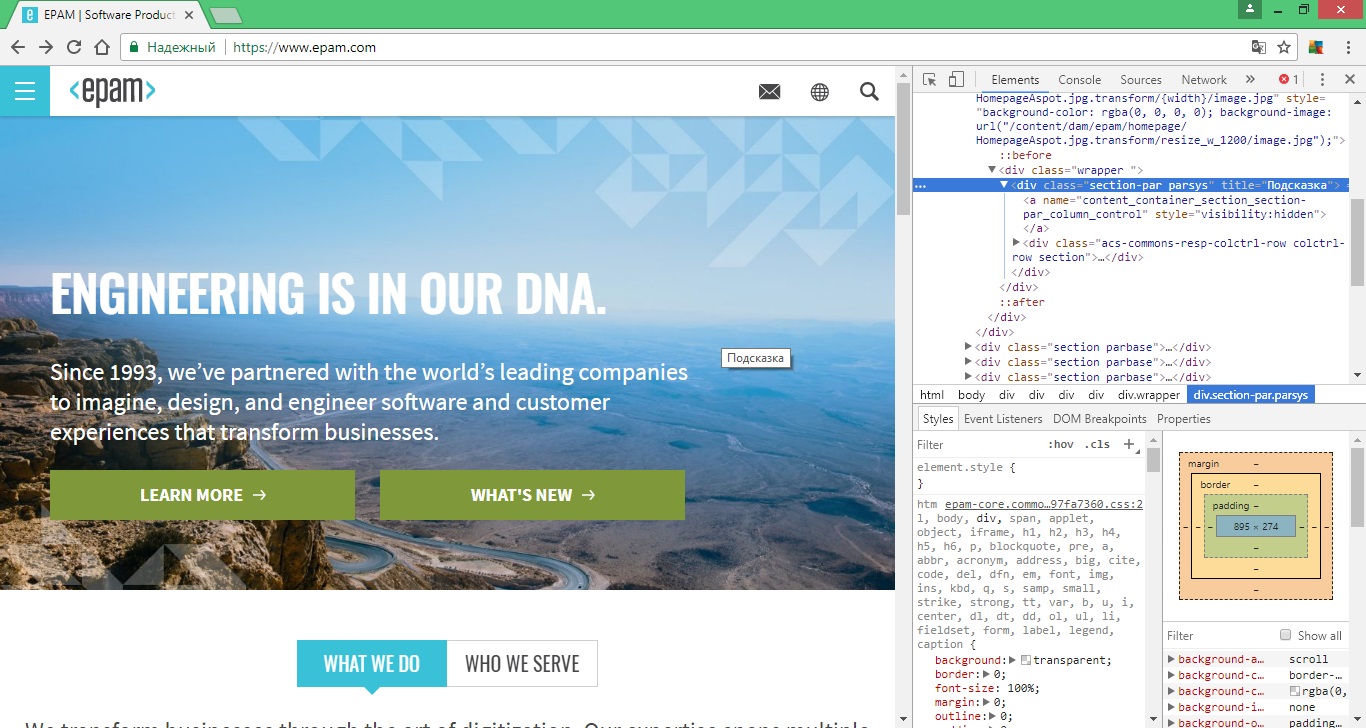 EPAM | Software Product
Надежный
https://www.epam.com
<epam>
ENGINEERING IS IN OUR DNA.
Since 1993, we’ve partnered with the world’s leading companies
to imagine, design, and engineer software and customer
experiences that transform businesses.
Подсказка
LEARN MORE →
WHAT'S NEW →
WHAT WE DO
WHO WE SERVE
We transform businesses through the art of digitization. Our expertise spans multiple
Elements Console Sources Network » 1
HomepageAspot.jpg.transform/{width}/image.jpg" style=
"background-color: rgba(0, 0, 0, 0); background-image:
url("/content/dam/epam/homepage/
HomepageAspot.jpg.transform/resize_w_1200/image.jpg");">
::before
▼<div class="wrapper ">
… ▼<div class="section-par parsys" title="Подсказка"> =
<a name="content_container_section_section-
par_column_control" style="visibility:hidden">
</a>
▶<div class="acs-commons-resp-colctrl-row colctrl-
row section">…</div>
</div>
</div>
::after
</div>
</div>
▶<div class="section parbase">…</div>
▶<div class="section parbase">…</div>
▶<div class="section parbase">…</div>
html body div div div div div.wrapper div.section-par.parsys
Styles Event Listeners DOM Breakpoints Properties
Filter :hov .cls +
element.style {
}
htm epam-core.commo…97fa7360.css:2
l, body, div, span, applet,
object, iframe, h1, h2, h3, h4,
h5, h6, p, blockquote, pre, a,
abbr, acronym, address, big, cite,
code, del, dfn, em, font, img,
ins, kbd, q, s, samp, small,
strike, strong, tt, var, b, u, i,
center, dl, dt, dd, ol, ul, li,
fieldset, form, label, legend,
caption {
background:▶ transparent;
border:▶ 0;
font-size: 100%;
margin:▶ 0;
outline:▶ 0;
margin –
border –
padding –
– – – 895 × 274 – – –
–
–
–
Filter Show all
▶ background-a… scroll
▶ background-c… border-…
▶ background-c… rgba(0,
▶ background-i… none
▶ background-o… padding…